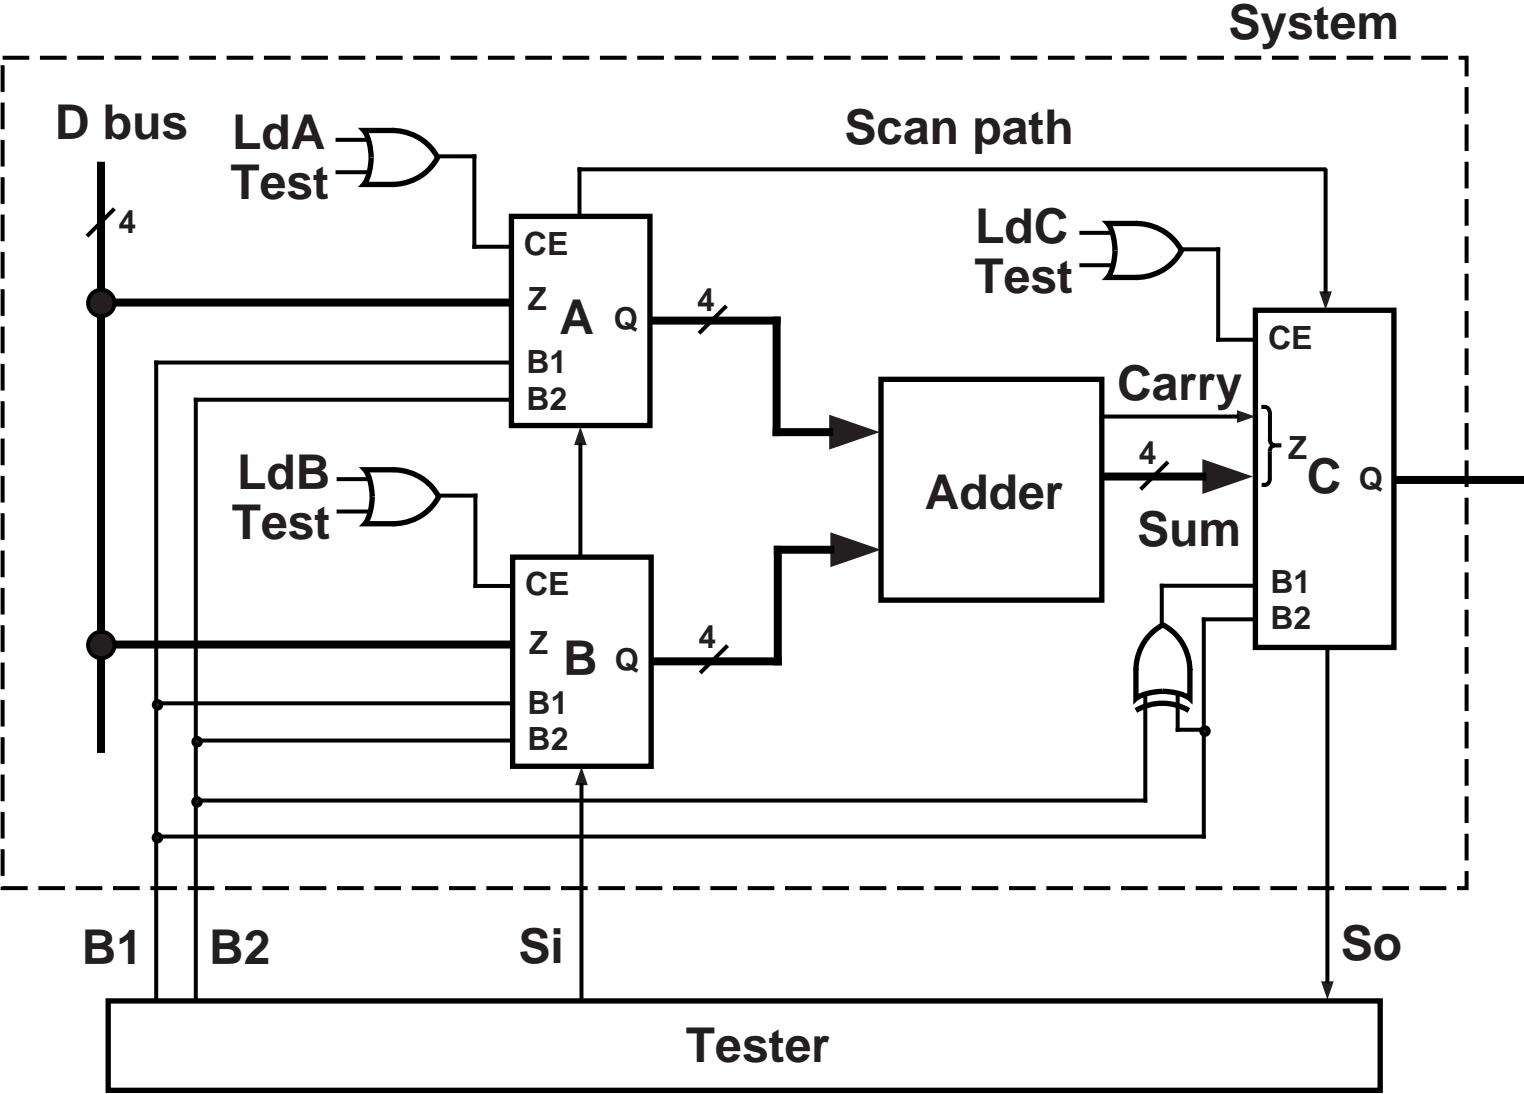 System
D bus
LdA
Test
Scan path
4
LdC
Test
CE
Z
A
Q
4
B1
B2
CE
Carry
Z
C
Q
4
Sum
LdB
Test
Adder
CE
Z
B
Q
4
B1
B2
B1
B2
B1
B2
Si
So
Tester